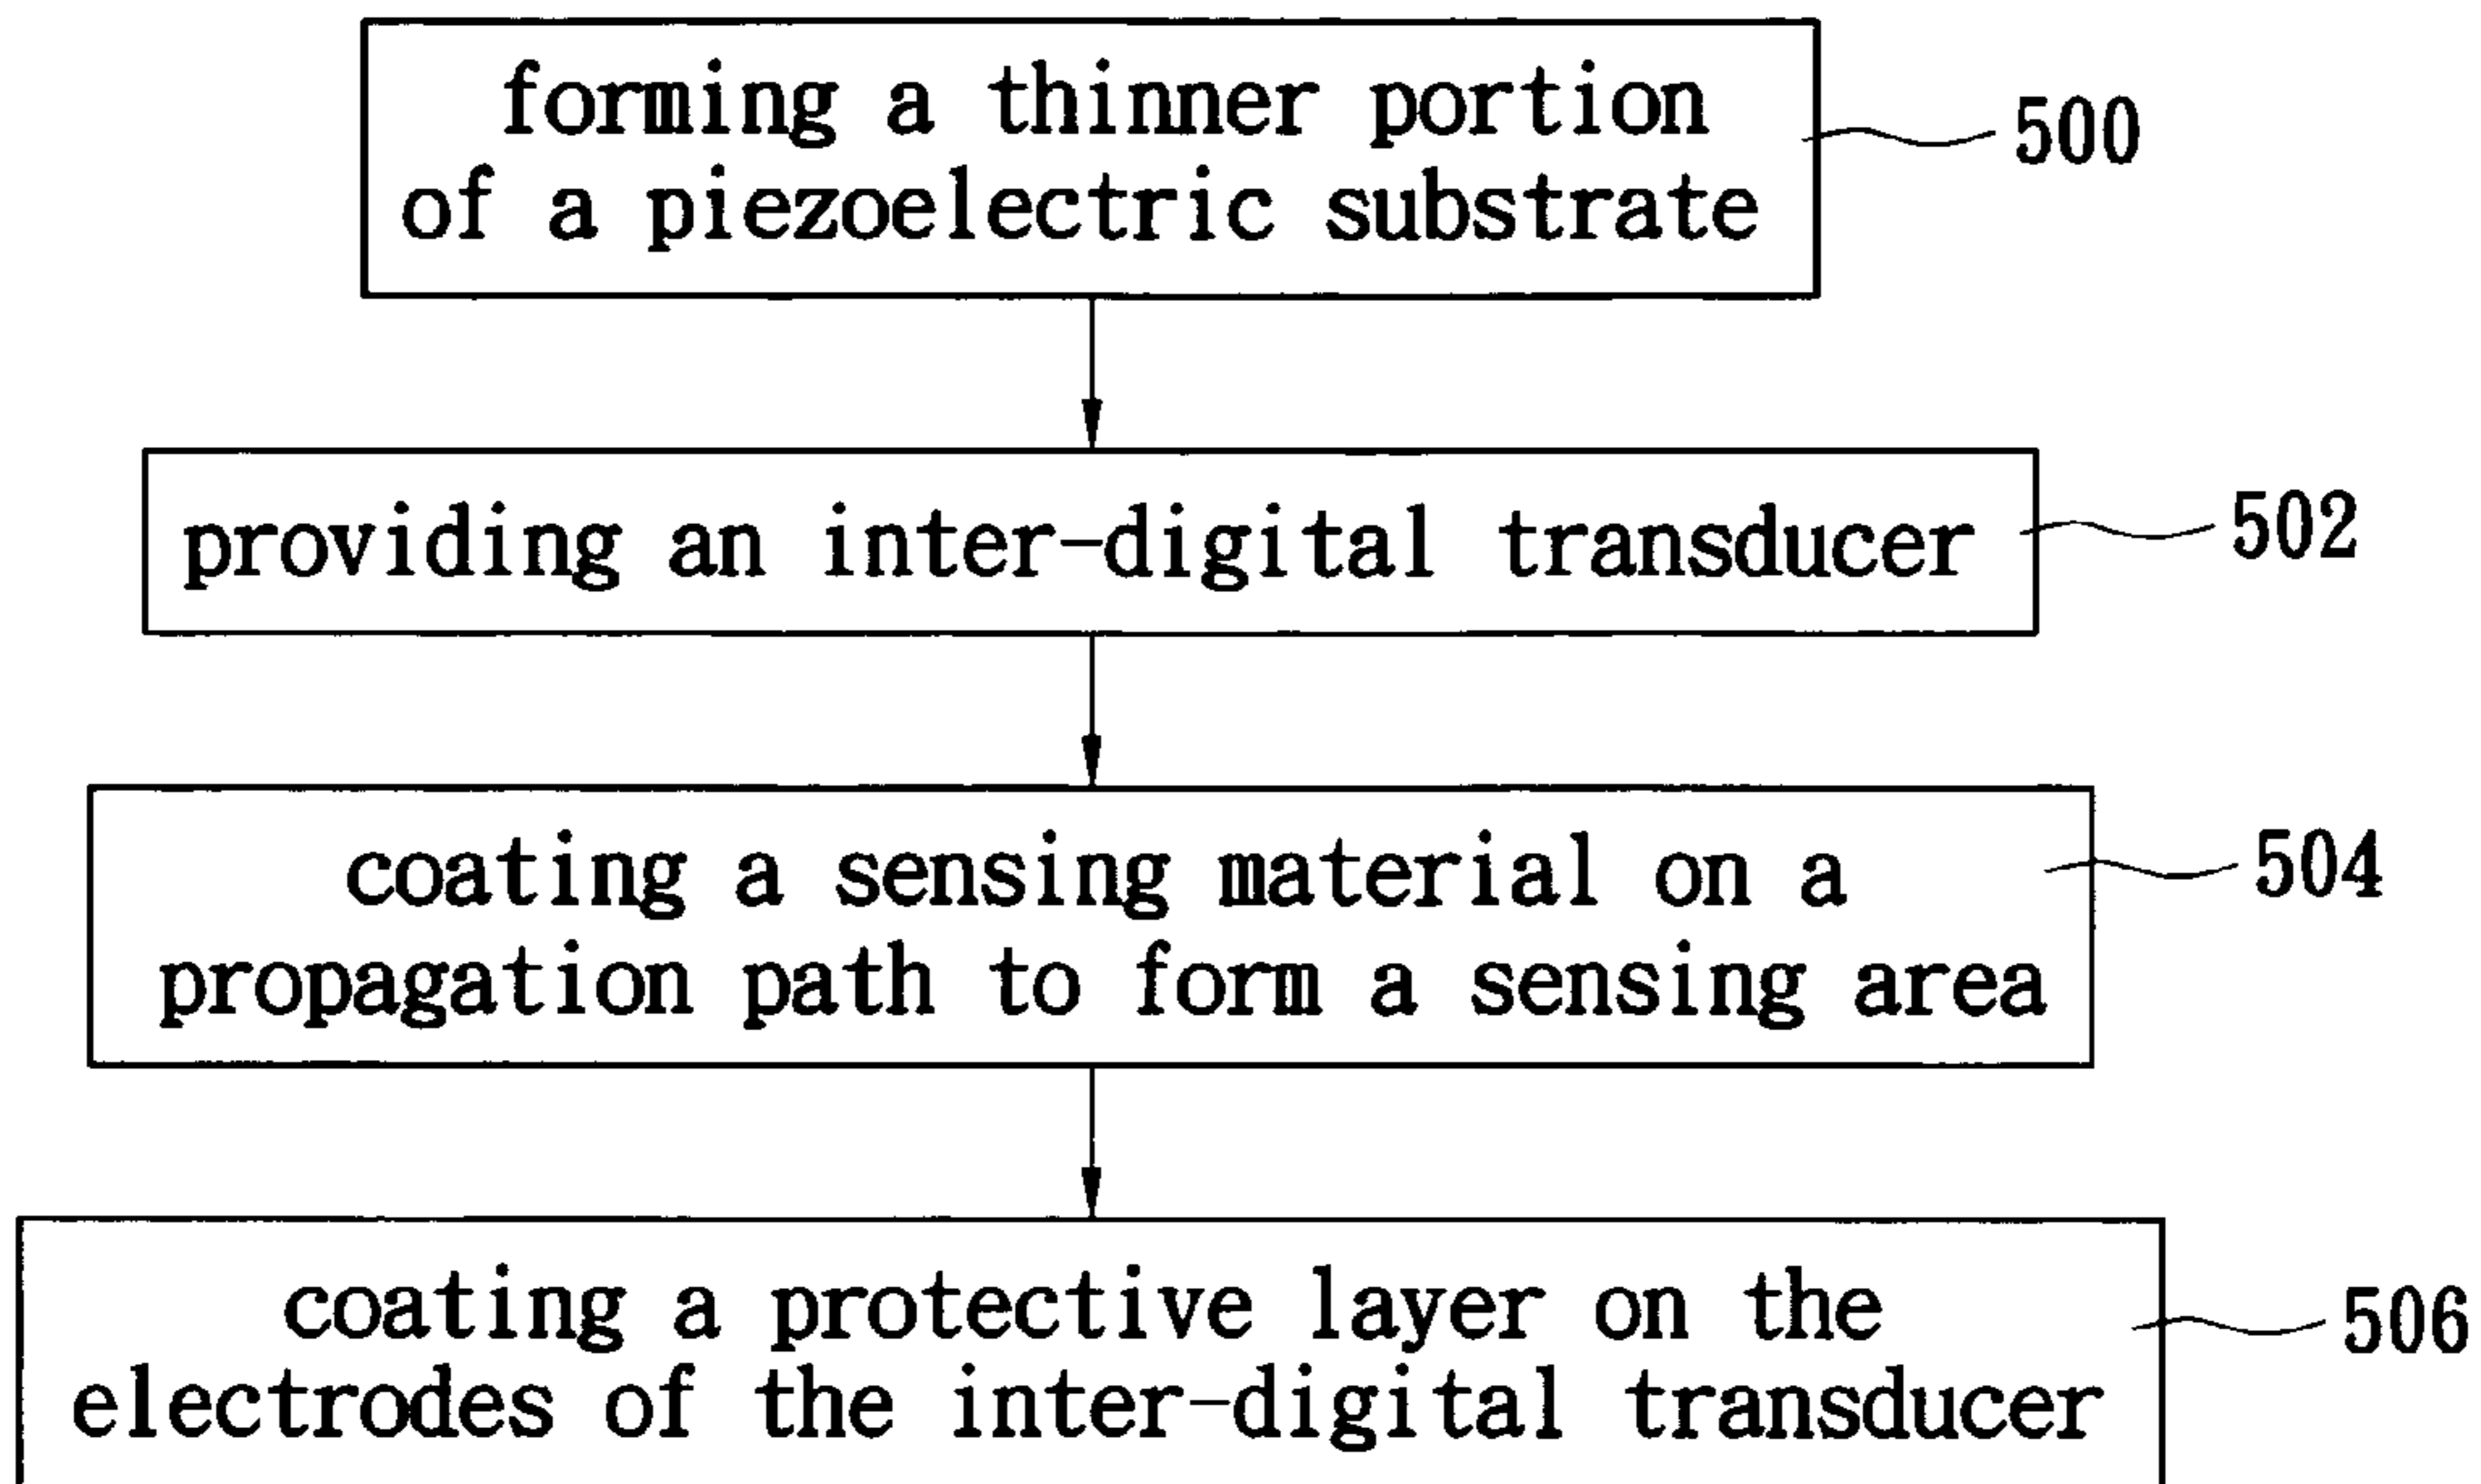 forming a thinner portion
of a piezoelectric substrate
500
providing an inter-digital transducer
502
coating a sensing material on a
propagation path to form a sensing area
504
coating a protective layer on the
electrodes of the inter-digital transducer
506